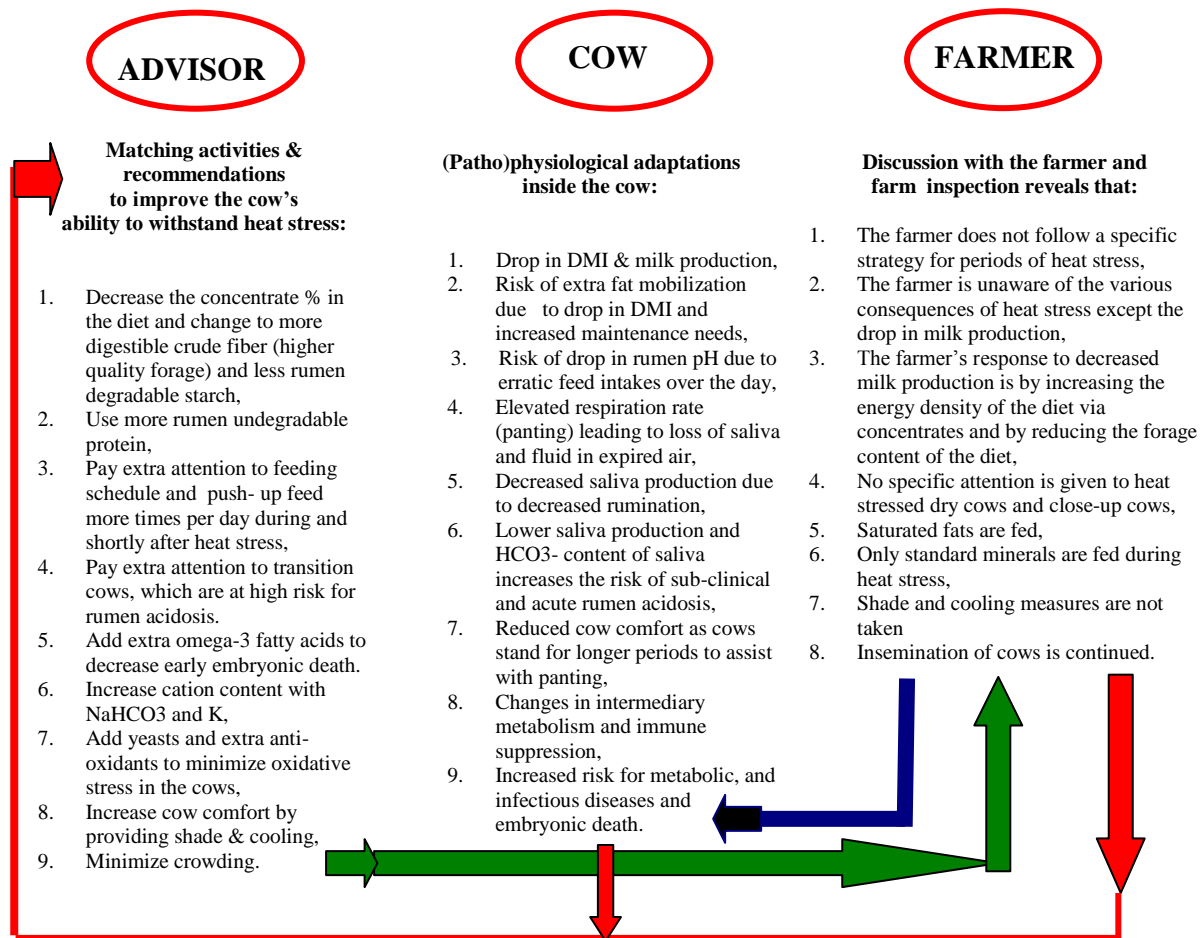 ADVISOR
Matching activities &
recommendations
to improve the cow's
ability to withstand heat stress:
1. Decrease the concentrate % in
the diet and change to more
digestible crude fiber (higher
quality forage) and less rumen
degradable starch,
2. Use more rumen undegradable
protein,
3. Pay extra attention to feeding
schedule and push- up feed
more times per day during and
shortly after heat stress,
4. Pay extra attention to transition
cows, which are at high risk for
rumen acidosis.
5. Add extra omega-3 fatty acids to
decrease early embryonic death.
6. Increase cation content with
NaHCO3 and K,
7. Add yeasts and extra anti-
oxidants to minimize oxidative
stress in the cows,
8. Increase cow comfort by
providing shade & cooling,
9. Minimize crowding.
COW
(Patho)physiological adaptations
inside the cow:
1. Drop in DMI & milk production,
2. Risk of extra fat mobilization
due to drop in DMI and
increased maintenance needs,
3. Risk of drop in rumen pH due to
erratic feed intakes over the day,
4. Elevated respiration rate
(panting) leading to loss of saliva
and fluid in expired air,
5. Decreased saliva production due
to decreased rumination,
6. Lower saliva production and
HCO3- content of saliva
increases the risk of sub-clinical
and acute rumen acidosis,
7. Reduced cow comfort as cows
stand for longer periods to assist
with panting,
8. Changes in intermediary
metabolism and immune
suppression,
9. Increased risk for metabolic, and
infectious diseases and
embryonic death.
FARMER
Discussion with the farmer and
farm inspection reveals that:
1. The farmer does not follow a specific
strategy for periods of heat stress,
2. The farmer is unaware of the various
consequences of heat stress except the
drop in milk production,
3. The farmer's response to decreased
milk production is by increasing the
energy density of the diet via
concentrates and by reducing the forage
content of the diet,
4. No specific attention is given to heat
stressed dry cows and close-up cows,
5. Saturated fats are fed,
6. Only standard minerals are fed during
heat stress,
7. Shade and cooling measures are not
taken
8. Insemination of cows is continued.